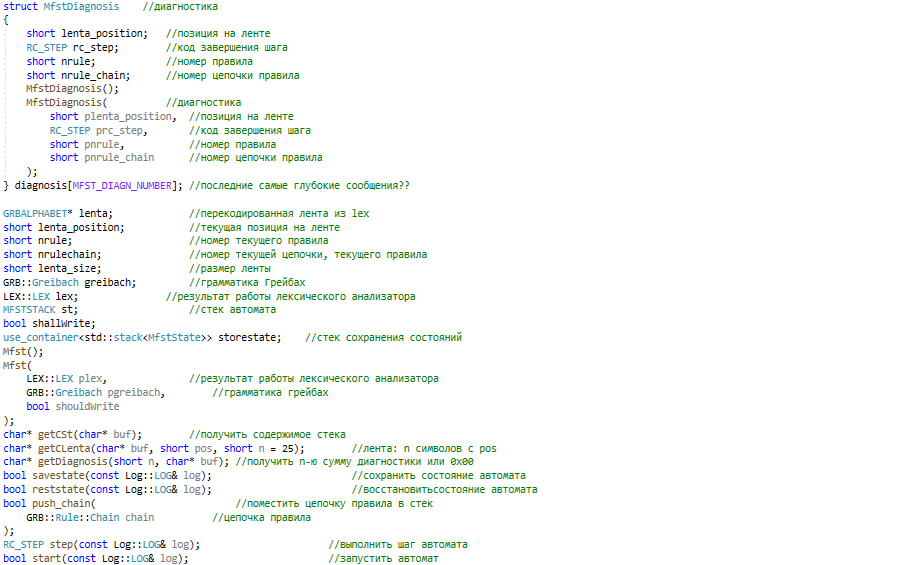 struct MfstDiagnosis    //диагностика
{
    short lenta_position;   //позиция на ленте
    RC_STEP rc_step;        //код завершения шага
    short nrule;            //номер правила
    short nrule_chain;      //номер цепочки правила
    MfstDiagnosis();
    MfstDiagnosis(          //диагностика
        short plenta_position,  //позиция на ленте
        RC_STEP prc_step,       //код завершения шага
        short pnrule,           //номер правила
        short pnrule_chain      //номер цепочки правила
    );
} diagnosis[MFST_DIAGN_NUMBER]; //последние самые глубокие сообщения??

GRBALPHABET* lenta;             //перекодированная лента из lex
short lenta_position;           //текущая позиция на ленте
short nrule;                    //номер текущего правила
short nrulechain;               //номер текущей цепочки, текущего правила
short lenta_size;               //размер ленты
GRB::Greibach greibach;         //грамматика Грейбах
LEX::LEX lex;               //результат работы лексического анализатора
MFSTSTACK st;                   //стек автомата
bool shallWrite;
use_container<std::stack<MfstState>> storestate;    //стек сохранения состояний
Mfst();
Mfst(
    LEX::LEX plex,              //результат работы лексического анализатора
    GRB::Greibach pgreibach,        //грамматика грейбах
    bool shouldWrite
);
char* getCSt(char* buf);        //получить содержимое стека
char* getCLenta(char* buf, short pos, short n = 25);        //лента: n символов с pos
char* getDiagnosis(short n, char* buf); //получить n-ю сумму диагностики или 0x00
bool savestate(const Log::LOG& log);                        //сохранить состояние автомата
bool reststate(const Log::LOG& log);                        //восстановитьсостояние автомата
bool push_chain(                        //поместить цепочку правила в стек
    GRB::Rule::Chain chain          //цепочка правила
);
RC_STEP step(const Log::LOG& log);                      //выполнить шаг автомата
bool start(const Log::LOG& log);                        //запустить автомат